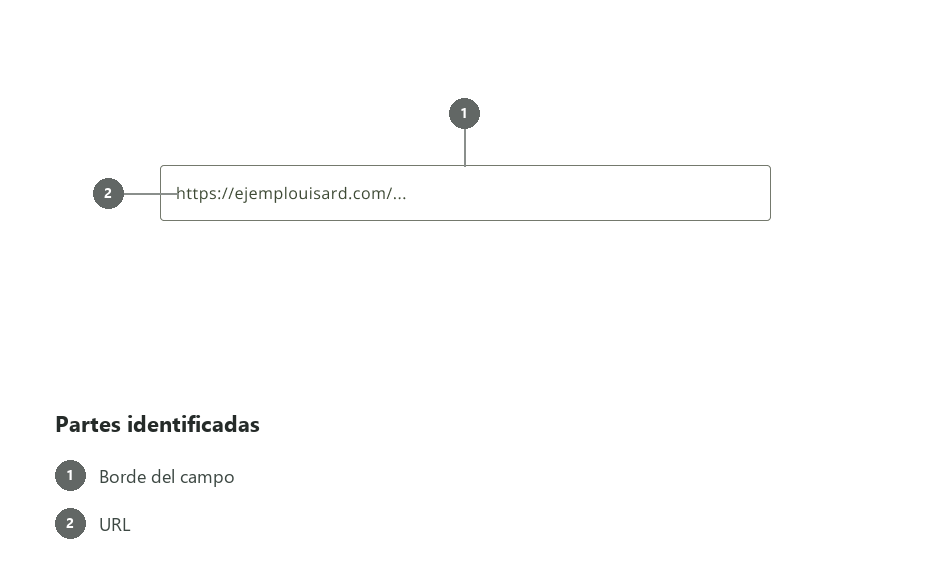 1
2 https://ejemplouisard.com/...
Partes identificadas
1 Borde del campo
2 URL